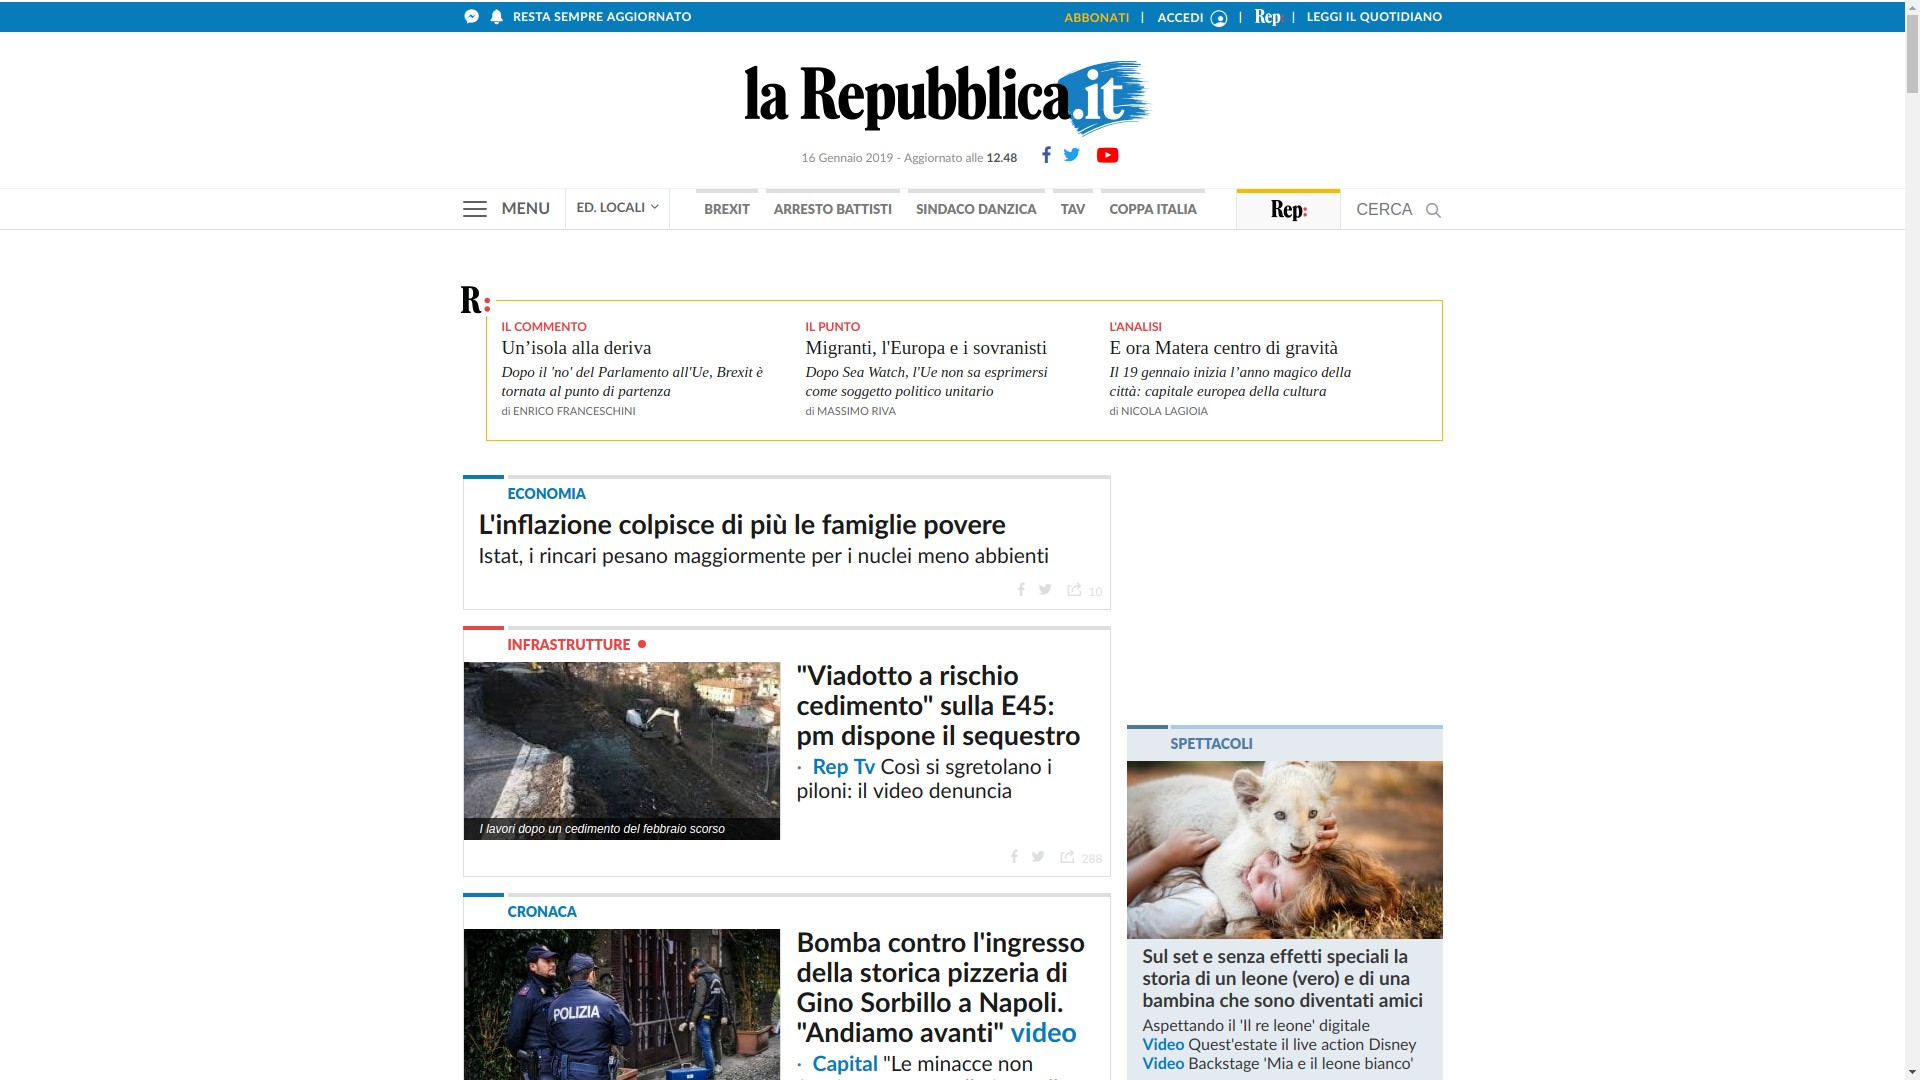 RESTA SEMPRE AGGIORNATO
ABBONATI | ACCEDI | Rep: | LEGGI IL QUOTIDIANO
la Repubblica.it
16 Gennaio 2019 - Aggiornato alle 12.48
MENU ED. LOCALI BREXIT ARRESTO BATTISTI SINDACO DANZICA TAV COPPA ITALIA Rep: CERCA
R:
IL COMMENTO
Un’isola alla deriva
Dopo il 'no' del Parlamento all'Ue, Brexit è
tornata al punto di partenza
di ENRICO FRANCESCHINI
IL PUNTO
Migranti, l'Europa e i sovranisti
Dopo Sea Watch, l'Ue non sa esprimersi
come soggetto politico unitario
di MASSIMO RIVA
L'ANALISI
E ora Matera centro di gravità
Il 19 gennaio inizia l’anno magico della
città: capitale europea della cultura
di NICOLA LAGIOIA
ECONOMIA
L'inflazione colpisce di più le famiglie povere
Istat, i rincari pesano maggiormente per i nuclei meno abbienti
10
INFRASTRUTTURE
"Viadotto a rischio
cedimento" sulla E45:
pm dispone il sequestro
· Rep Tv Così si sgretolano i
piloni: il video denuncia
I lavori dopo un cedimento del febbraio scorso
288
CRONACA
POLIZIA
Bomba contro l'ingresso
della storica pizzeria di
Gino Sorbillo a Napoli.
"Andiamo avanti" video
· Capital "Le minacce non
SPETTACOLI
Sul set e senza effetti speciali la
storia di un leone (vero) e di una
bambina che sono diventati amici
Aspettando il 'Il re leone' digitale
Video Quest'estate il live action Disney
Video Backstage 'Mia e il leone bianco'